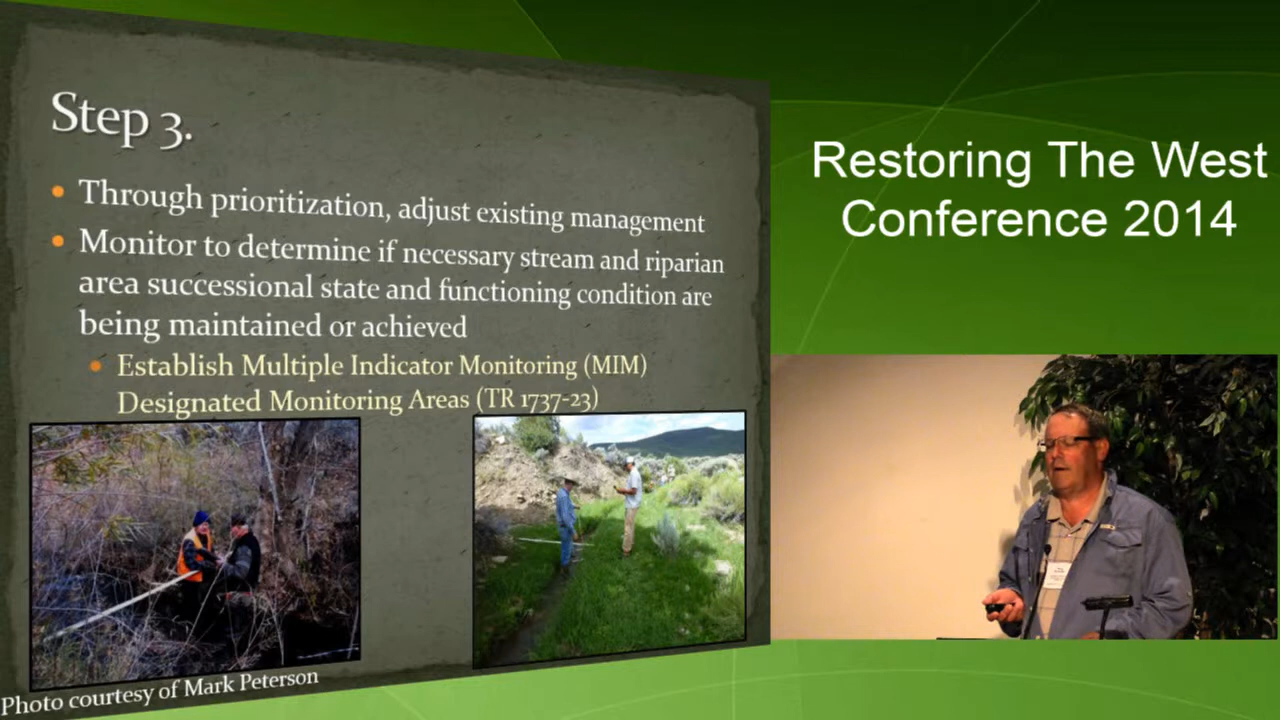 Step 3.
Through prioritization, adjust existing management
Monitor to determine if necessary stream and riparian
area successional state and functioning condition are
being maintained or achieved
Establish Multiple Indicator Monitoring (MIM)
Designated Monitoring Areas (TR 1737-23)
Photo courtesy of Mark Peterson
Restoring The West
Conference 2014